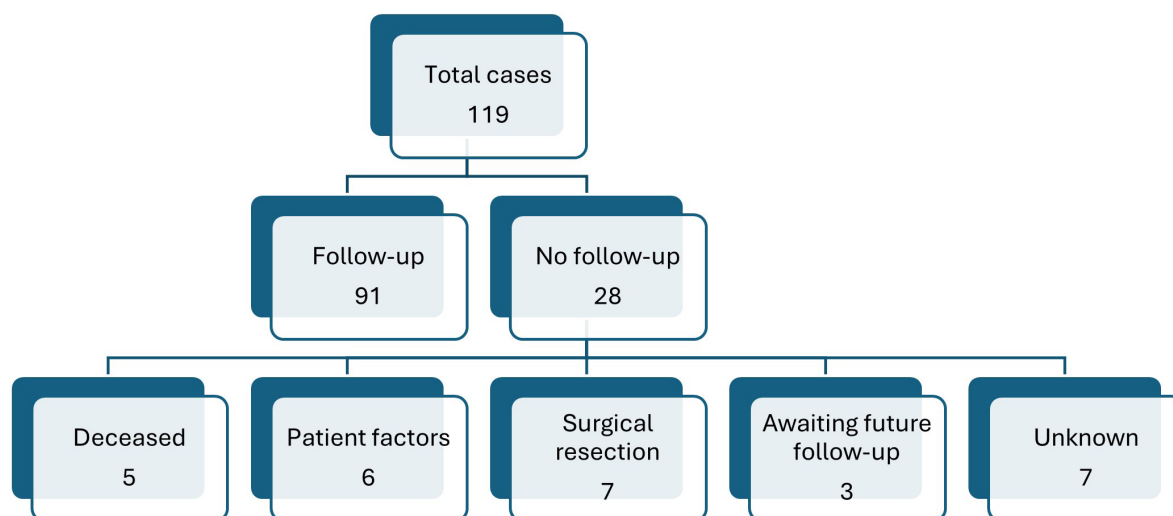 Total cases
119
Follow-up
91
No follow-up
28
Deceased
5
Patient factors
6
Surgical
resection
7
Awaiting future
follow-up
3
Unknown
7